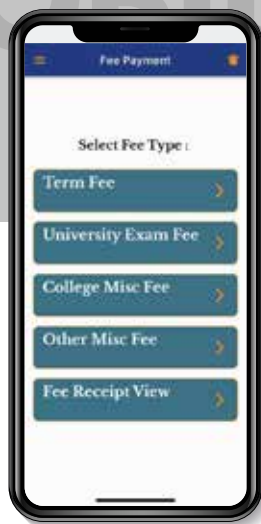 Fee Payment
Select Fee Type :
Term Fee
University Exam Fee
College Misc Fee
Other Misc Fee
Fee Receipt View